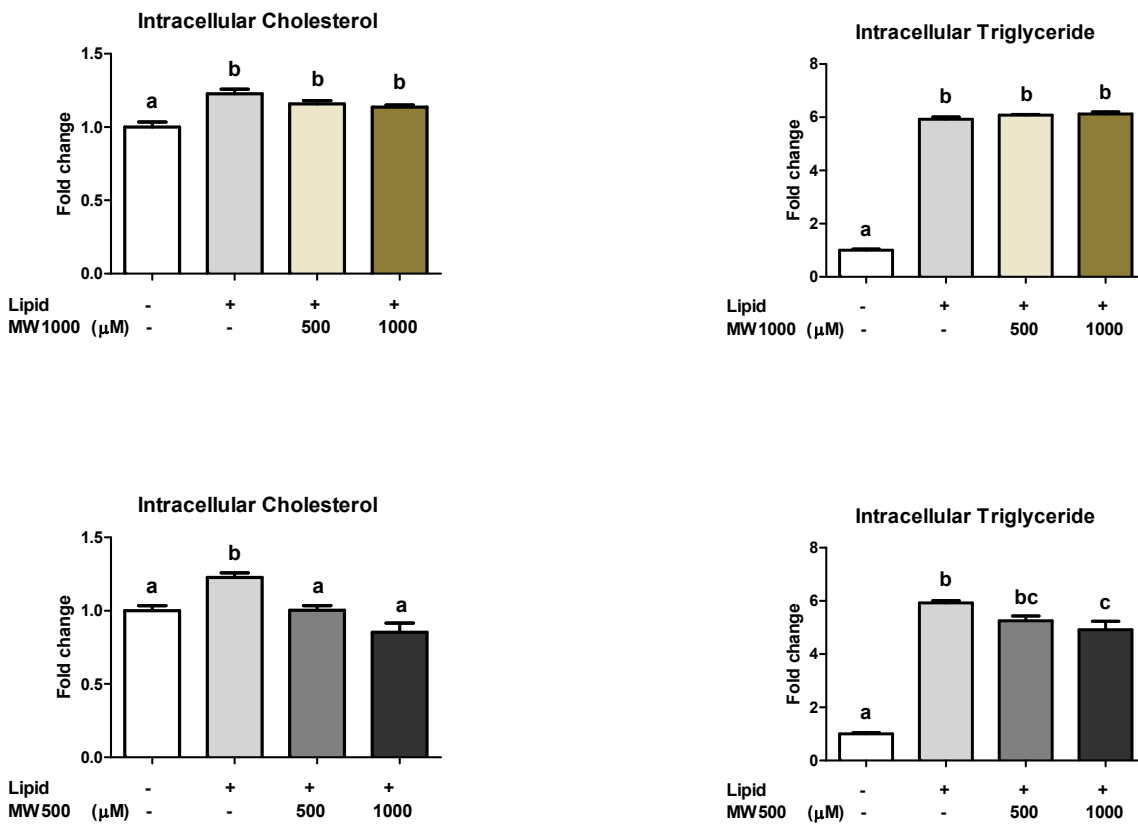 Intracellular Cholesterol
Fold change
1.5
1.0
0.5
0.0
a
b
b
b
Lipid - + + +
MW1000 (μM) - - 500 1000
Intracellular Triglyceride
Fold change
8
6
4
2
0
a
b
b
b
Lipid - + + +
MW1000 (μM) - - 500 1000
Intracellular Cholesterol
Fold change
1.5
1.0
0.5
0.0
a
b
a
a
Lipid - + + +
MW500 (μM) - - 500 1000
Intracellular Triglyceride
Fold change
8
6
4
2
0
a
b
bc
c
Lipid - + + +
MW500 (μM) - - 500 1000